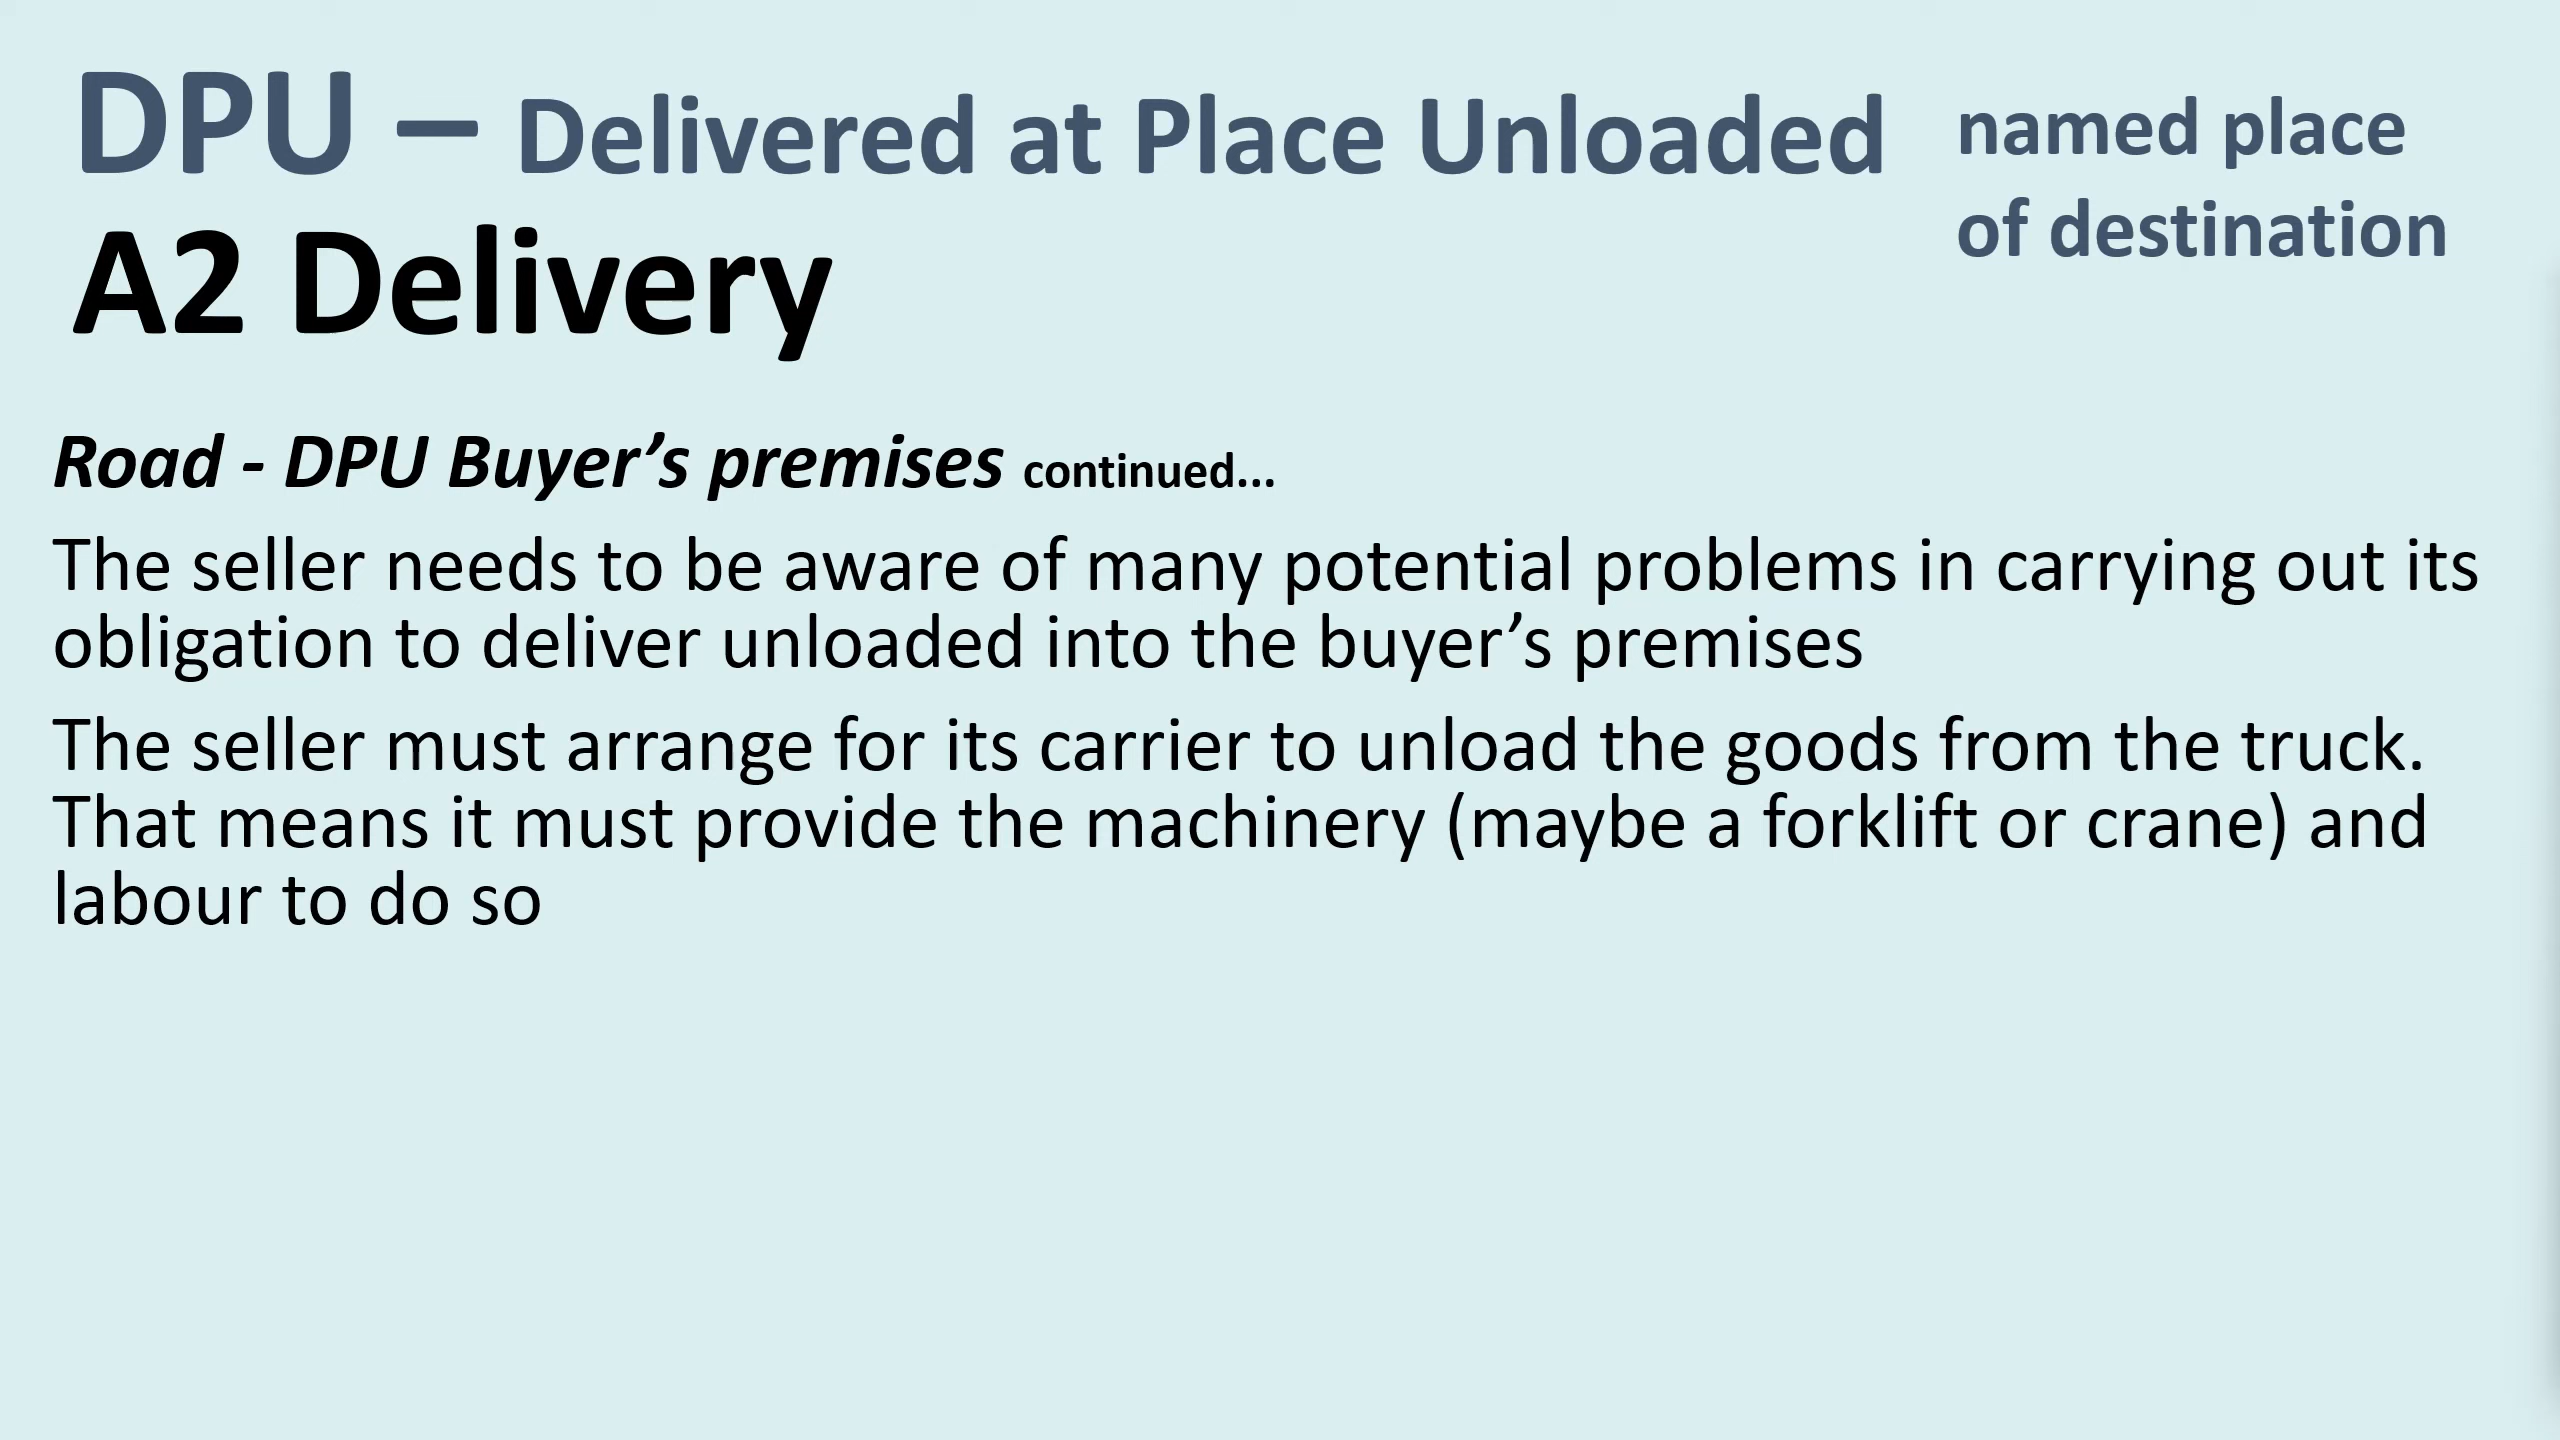 DPU – Delivered at Place Unloaded
named place
of destination
A2 Delivery
Road - DPU Buyer’s premises continued...
The seller needs to be aware of many potential problems in carrying out its
obligation to deliver unloaded into the buyer’s premises
The seller must arrange for its carrier to unload the goods from the truck.
That means it must provide the machinery (maybe a forklift or crane) and
labour to do so